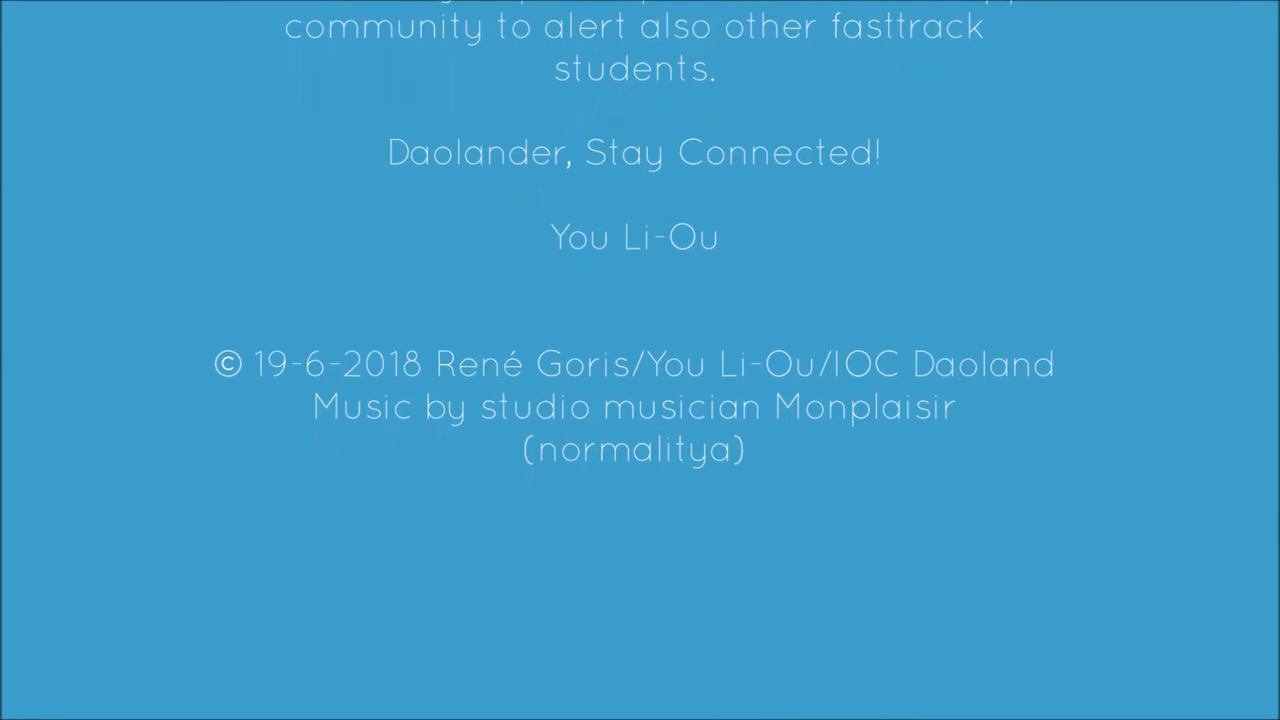 community to alert also other fasttrack
students.
Daolander, Stay Connected!
You Li-Ou
© 19-6-2018 René Goris/You Li-Ou/IOC Daoland
Music by studio musician Monplaisir
(normalitya)